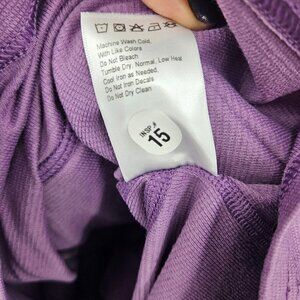 Machine Wash Cold,
With Like Colors
Do Not Bleach
Tumble Dry, Normal, Low Heat
Cool Iron as Needed,
Do Not Iron Decals
Do Not Dry Clean
INSP #
15